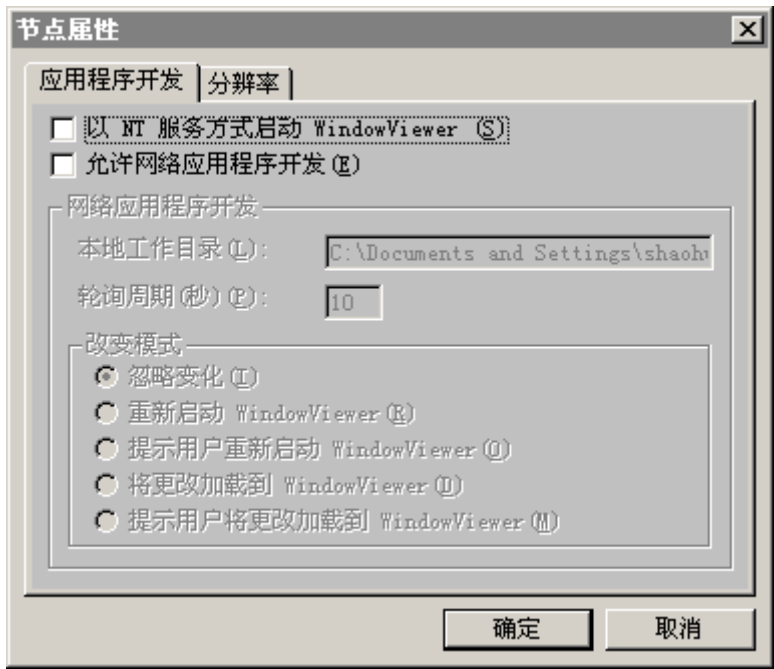 节点属性
应用程序开发 分辨率
以 NT 服务方式启动 WindowViewer (S)
允许网络应用程序开发(E)
网络应用程序开发
本地工作目录(L): C:\Documents and Settings\shaoh
轮询周期(秒)(P): 10
改变模式
忽略变化(I)
重新启动 WindowViewer(R)
提示用户重新启动 WindowViewer(O)
将更改加载到 WindowViewer(D)
提示用户将更改加载到 WindowViewer(M)
确定 取消